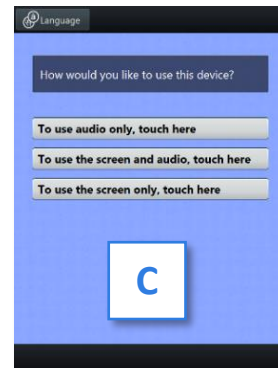 Language
How would you like to use this device?
To use audio only, touch here
To use the screen and audio, touch here
To use the screen only, touch here
C